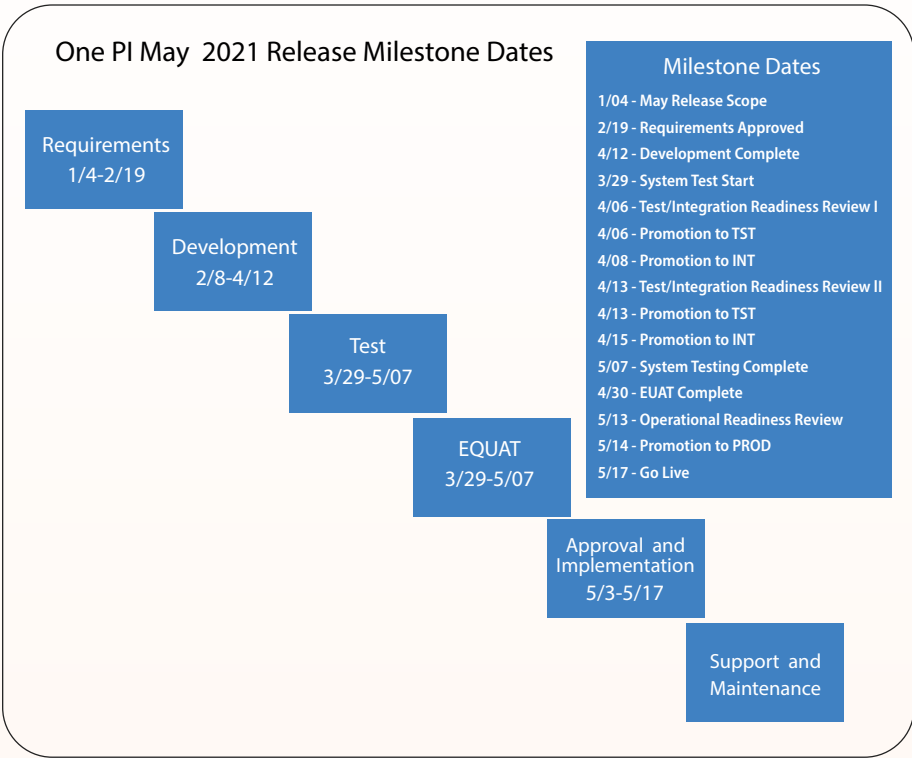 One PI May 2021 Release Milestone Dates
Requirements
1/4-2/19
Development
2/8-4/12
Test
3/29-5/07
EQUAT
3/29-5/07
Approval and
Implementation
5/3-5/17
Support and
Maintenance
Milestone Dates
1/04 - May Release Scope
2/19 - Requirements Approved
4/12 - Development Complete
3/29 - System Test Start
4/06 - Test/Integration Readiness Review I
4/06 - Promotion to TST
4/08 - Promotion to INT
4/13 - Test/Integration Readiness Review II
4/13 - Promotion to TST
4/15 - Promotion to INT
5/07 - System Testing Complete
4/30 - EUAT Complete
5/13 - Operational Readiness Review
5/14 - Promotion to PROD
5/17 - Go Live